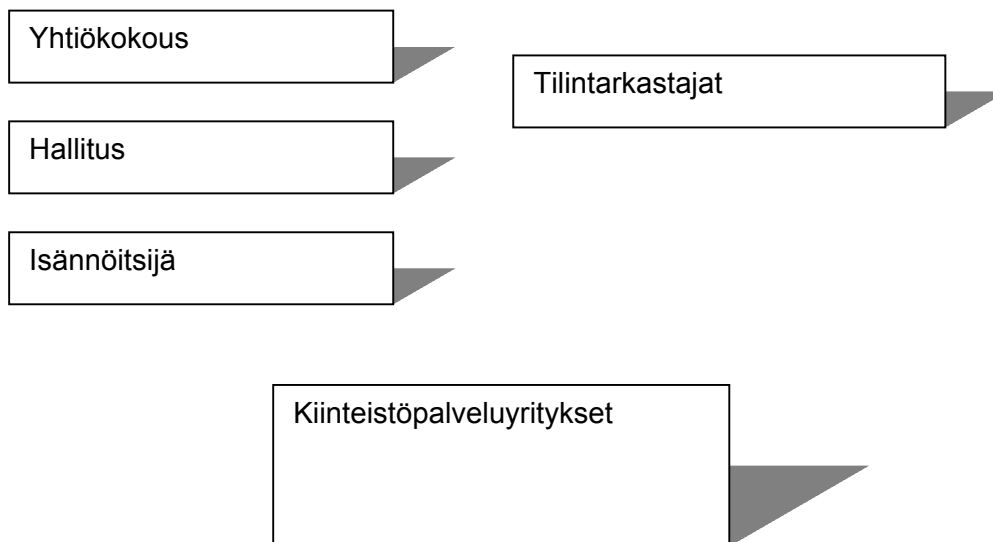 Yhtiökokous
Tilintarkastajat
Hallitus
Isännöitsijä
Kiinteistöpalveluyritykset